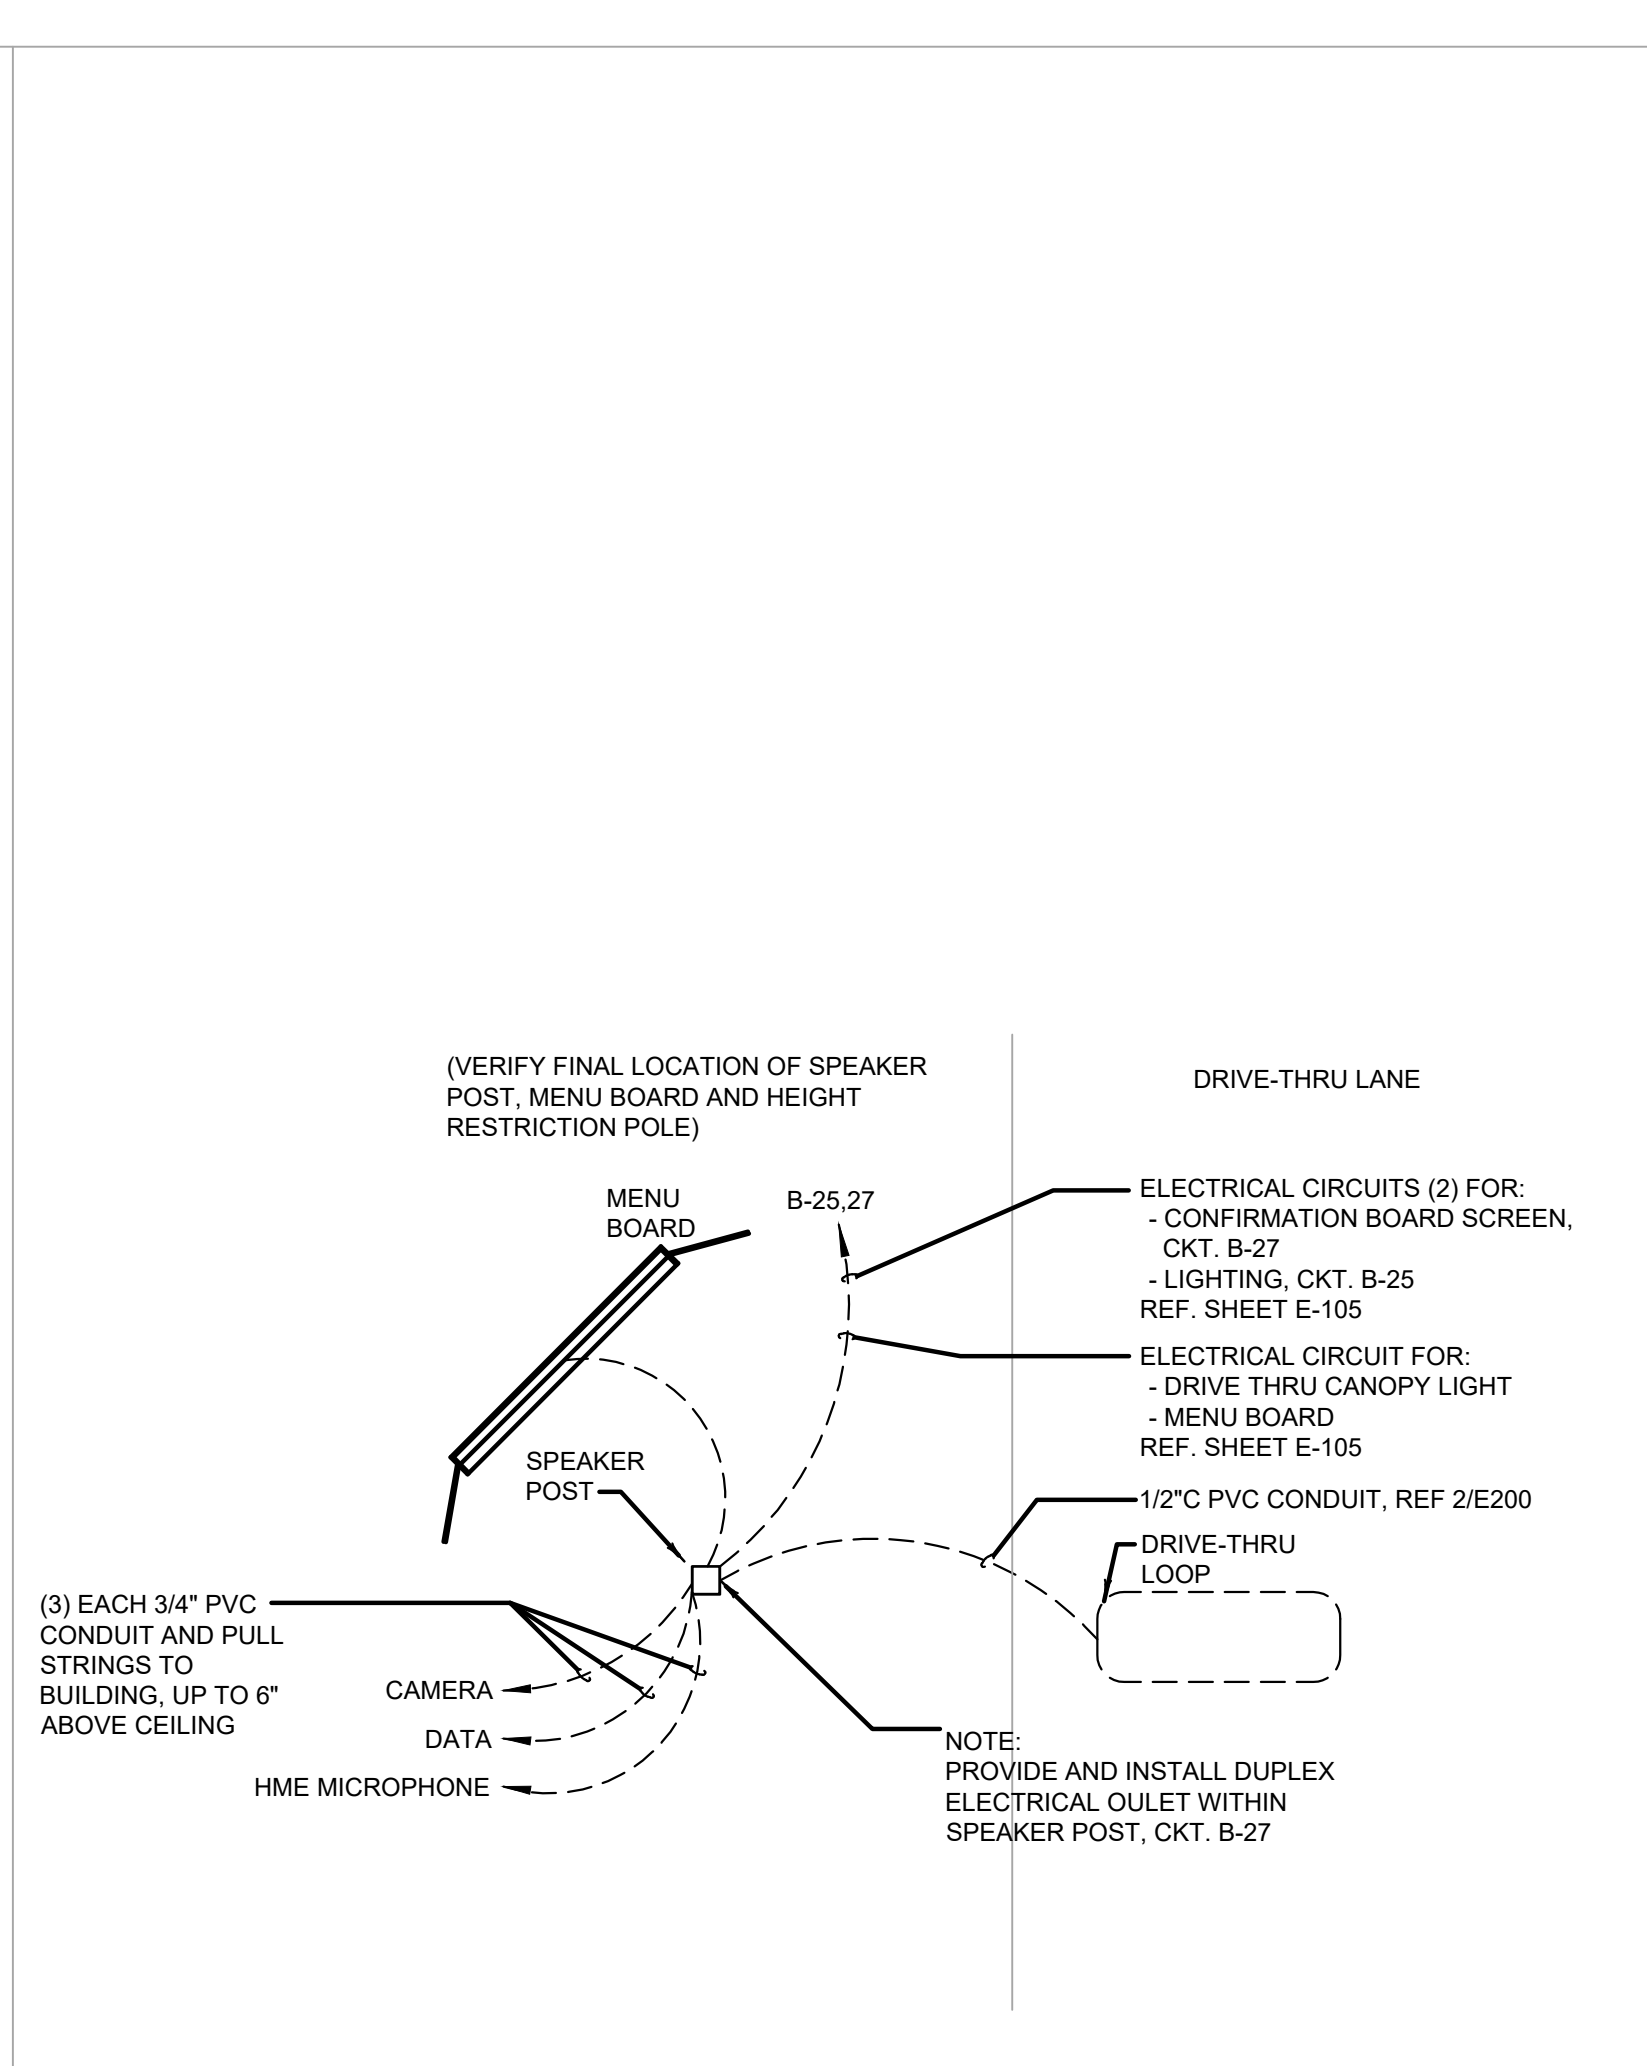 (VERIFY FINAL LOCATION OF SPEAKER
POST, MENU BOARD AND HEIGHT
RESTRICTION POLE)
DRIVE-THRU LANE
MENU
BOARD
B-25,27
ELECTRICAL CIRCUITS (2) FOR:
- CONFIRMATION BOARD SCREEN,
CKT. B-27
- LIGHTING, CKT. B-25
REF. SHEET E-105
ELECTRICAL CIRCUIT FOR:
- DRIVE THRU CANOPY LIGHT
- MENU BOARD
REF. SHEET E-105
SPEAKER
POST
1/2"C PVC CONDUIT, REF 2/E200
DRIVE-THRU
LOOP
(3) EACH 3/4" PVC
CONDUIT AND PULL
STRINGS TO
BUILDING, UP TO 6"
ABOVE CEILING
CAMERA
DATA
HME MICROPHONE
NOTE:
PROVIDE AND INSTALL DUPLEX
ELECTRICAL OULET WITHIN
SPEAKER POST, CKT. B-27